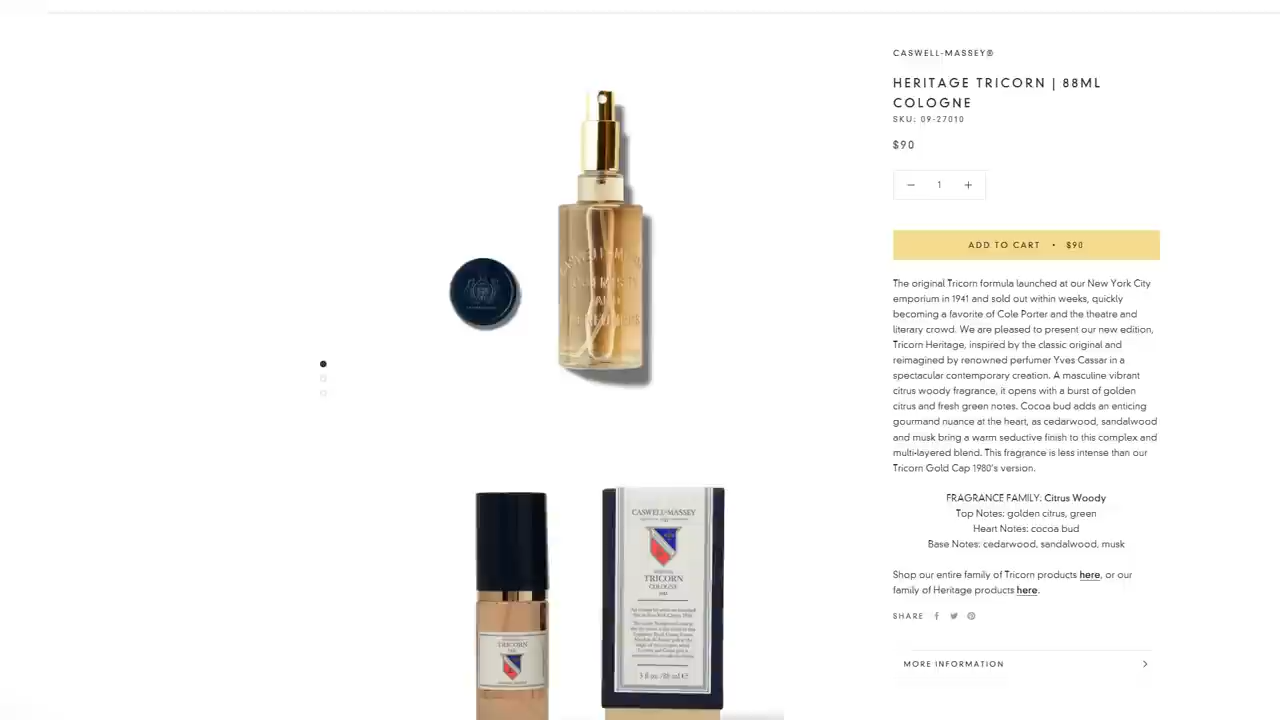 CASWELL-MASSEY®
HERITAGE TRICORN | 88ML
COLOGNE
SKU: 09-27010
$90
− 1 +
ADD TO CART • $90
The original Tricorn formula launched at our New York City
emporium in 1941 and sold out within weeks, quickly
becoming a favorite of Cole Porter and the theatre and
literary crowd. We are pleased to present our new edition,
Tricorn Heritage, inspired by the classic original and
reimagined by renowned perfumer Yves Cassar in a
spectacular contemporary creation. A masculine vibrant
citrus woody fragrance, it opens with a burst of golden
citrus and fresh green notes. Cocoa bud adds an enticing
gourmand nuance at the heart, as cedarwood, sandalwood
and musk bring a warm seductive finish to this complex and
multi-layered blend. This fragrance is less intense than our
Tricorn Gold Cap 1980's version.
FRAGRANCE FAMILY: Citrus Woody
Top Notes: golden citrus, green
Heart Notes: cocoa bud
Base Notes: cedarwood, sandalwood, musk
Shop our entire family of Tricorn products here, or our
family of Heritage products here.
SHARE
MORE INFORMATION
CASWELL-MASSEY
TRICORN
COLOGNE
3 fl oz / 88 ml ℮
TRICORN